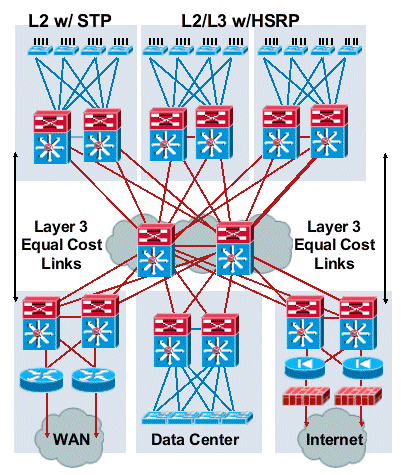 L2 w/ STP
L2/L3 w/HSRP
Layer 3
Equal Cost
Links
Layer 3
Equal Cost
Links
WAN
Data Center
Internet